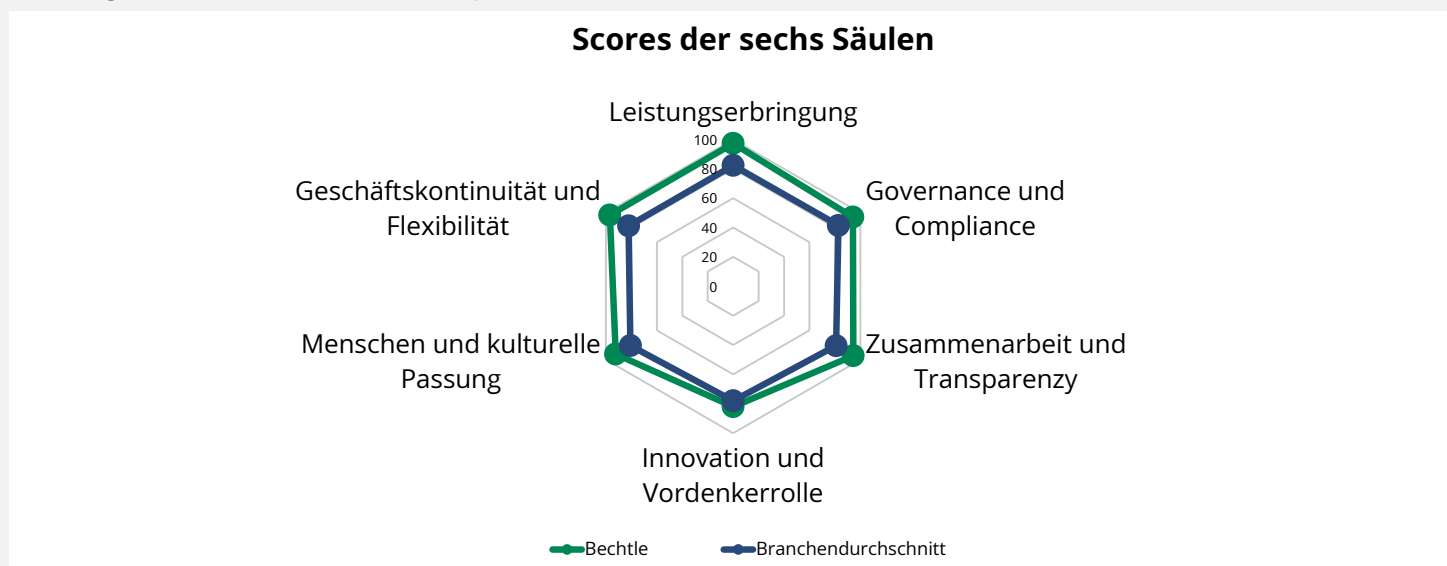 Scores der sechs Säulen
Leistungserbringung
100
80
60
40
20
0
Geschäftskontinuität und
Flexibilität
Governance und
Compliance
Menschen und kulturelle
Passung
Zusammenarbeit und
Transparenzy
Innovation und
Vordenkerrolle
Bechtle
Branchendurchschnitt